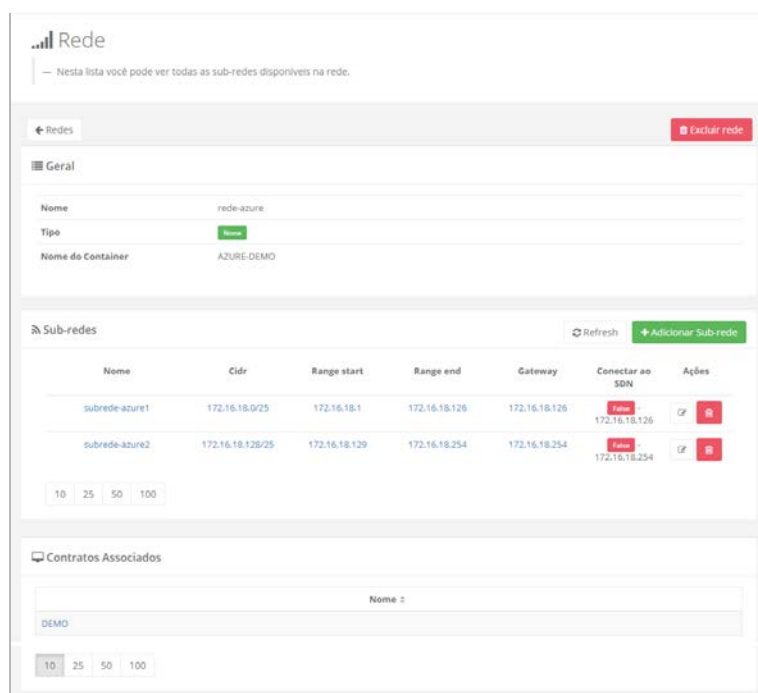 Rede
— Nesta lista você pode ver todas as sub-redes disponíveis na rede.
Redes
Excluir rede
Geral
Nome rede-azure
Tipo None
Nome do Container AZURE-DEMO
Sub-redes
Refresh
Adicionar Sub-rede
Nome Cidr Range start Range end Gateway Conectar ao SDN Ações
subrede-azure1 172.16.18.0/25 172.16.18.1 172.16.18.126 172.16.18.126 False - 172.16.18.126
subrede-azure2 172.16.18.128/25 172.16.18.129 172.16.18.254 172.16.18.254 False - 172.16.18.254
10 25 50 100
Contratos Associados
Nome
DEMO
10 25 50 100